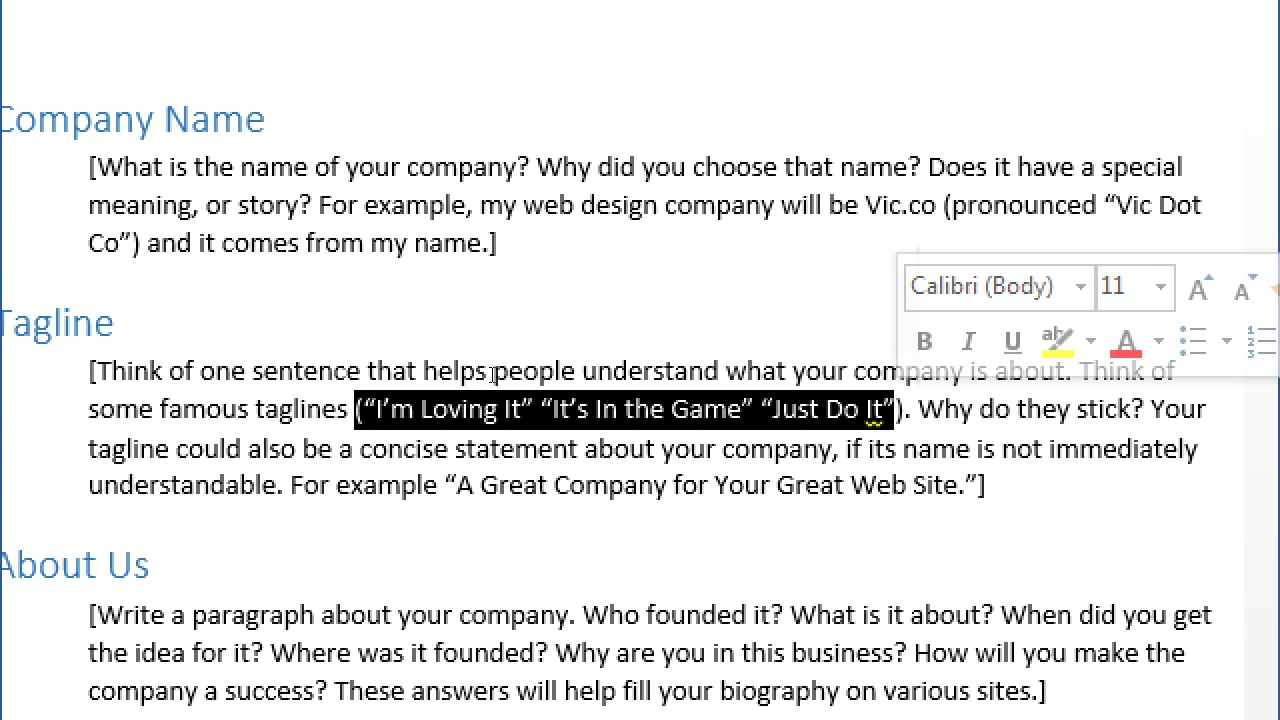 Company Name
[What is the name of your company? Why did you choose that name? Does it have a special
meaning, or story? For example, my web design company will be Vic.co (pronounced “Vic Dot
Co”) and it comes from my name.]
Calibri (Body) 11 A A
B I U ab A
Tagline
[Think of one sentence that helps people understand what your company is about. Think of
some famous taglines (“I’m Loving It” “It’s In the Game” “Just Do It”). Why do they stick? Your
tagline could also be a concise statement about your company, if its name is not immediately
understandable. For example “A Great Company for Your Great Web Site.”]
About Us
[Write a paragraph about your company. Who founded it? What is it about? When did you get
the idea for it? Where was it founded? Why are you in this business? How will you make the
company a success? These answers will help fill your biography on various sites.]